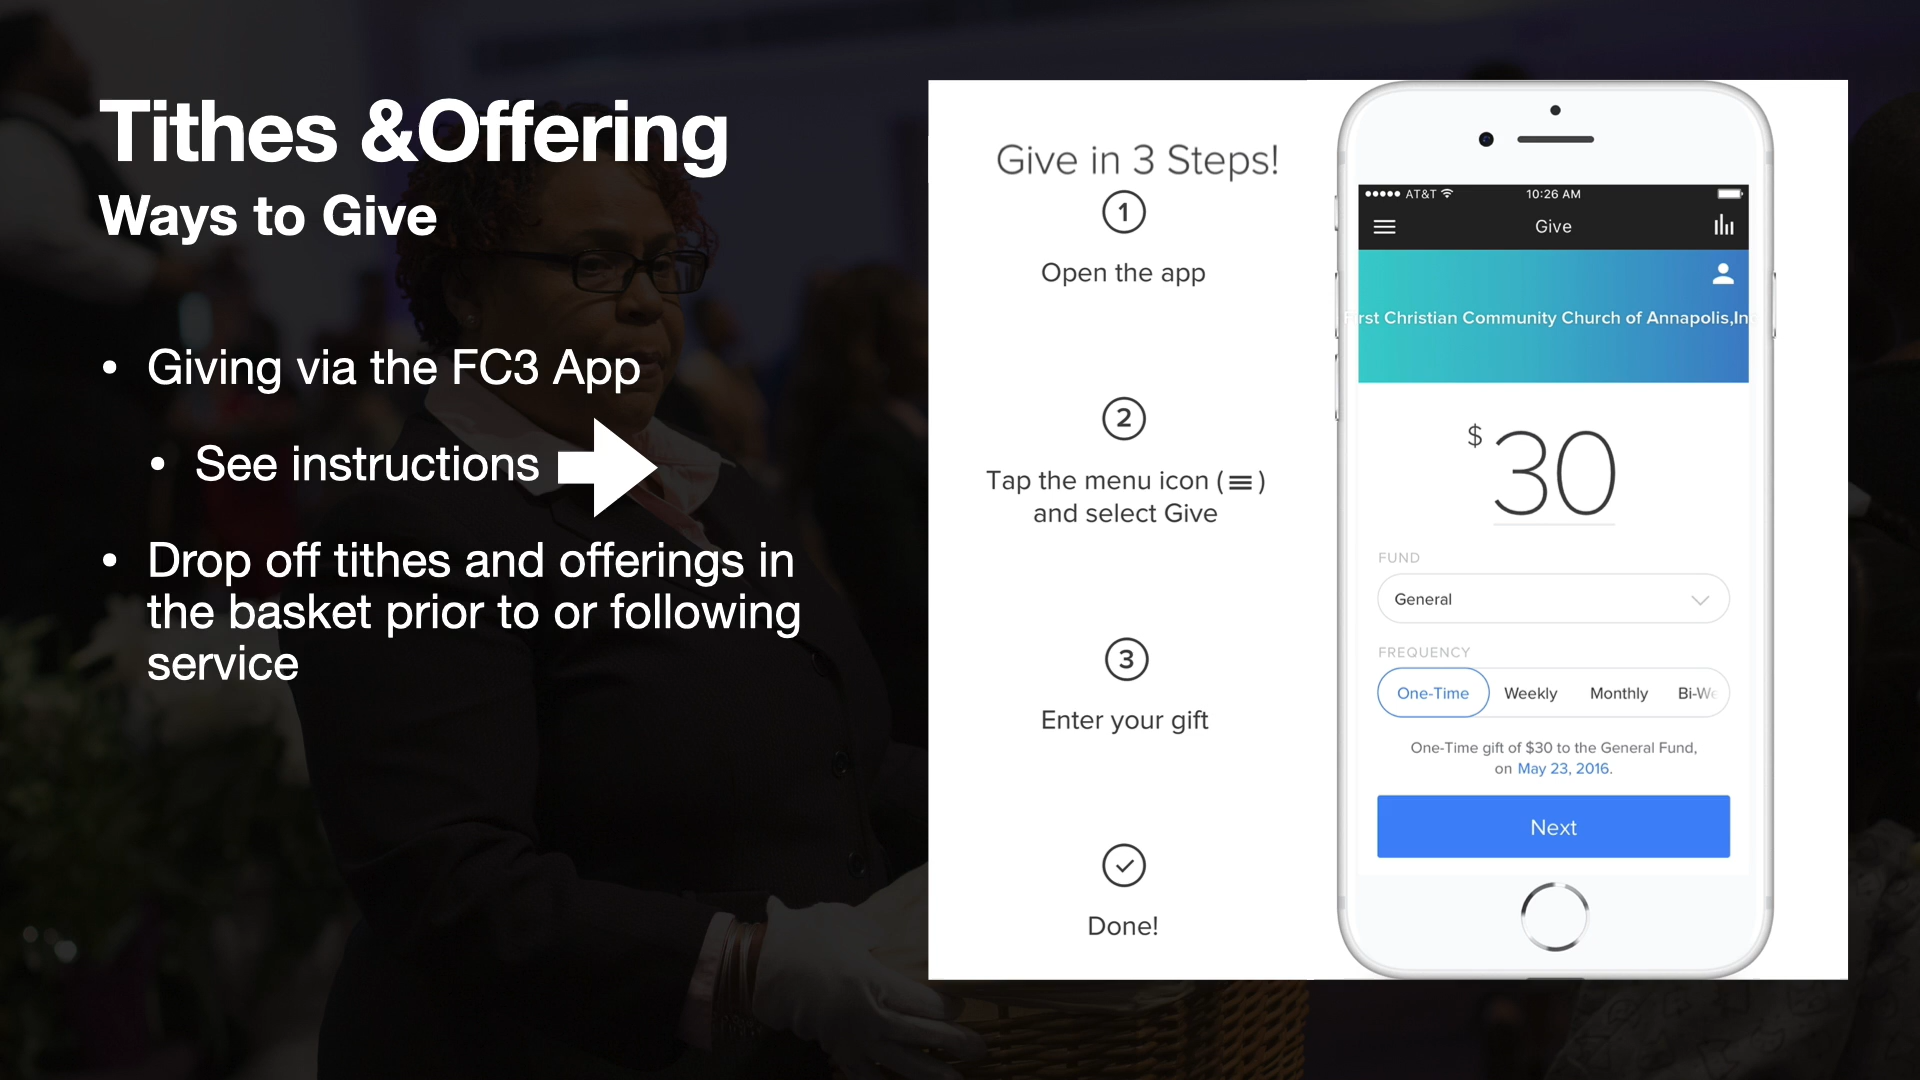 Tithes &Offering
Ways to Give
• Giving via the FC3 App
• See instructions
• Drop off tithes and offerings in
the basket prior to or following
service
Give in 3 Steps!
1
Open the app
2
Tap the menu icon (≡)
and select Give
3
Enter your gift
Done!
AT&T 10:26 AM
Give
rst Christian Community Church of Annapolis,In
$30
FUND
General
FREQUENCY
One-Time Weekly Monthly Bi-We
One-Time gift of $30 to the General Fund,
on May 23, 2016.
Next